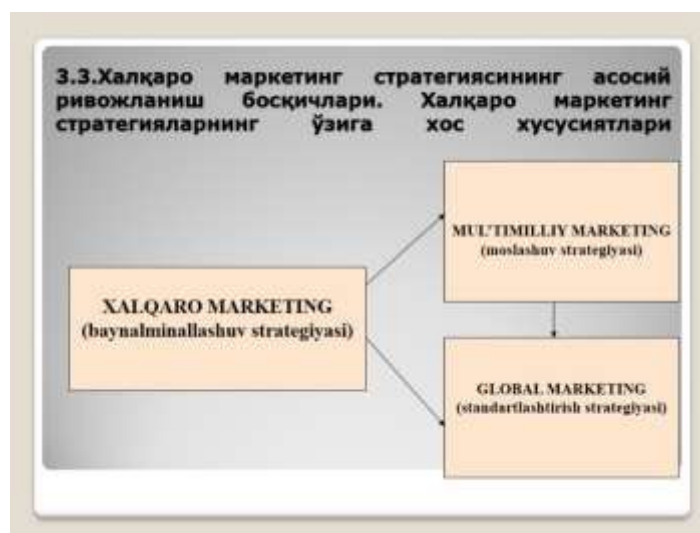 3.3.Халқаро маркетинг стратегиясининг асосий
ривожланиш босқичлари. Халқаро маркетинг
стратегияларнинг ўзига хос хусусиятлари
MUL'TIMILLIY MARKETING
(moslashuv strategiyasi)
XALQARO MARKETING
(baynalminallashuv strategiyasi)
GLOBAL MARKETING
(standartlashtirish strategiyasi)